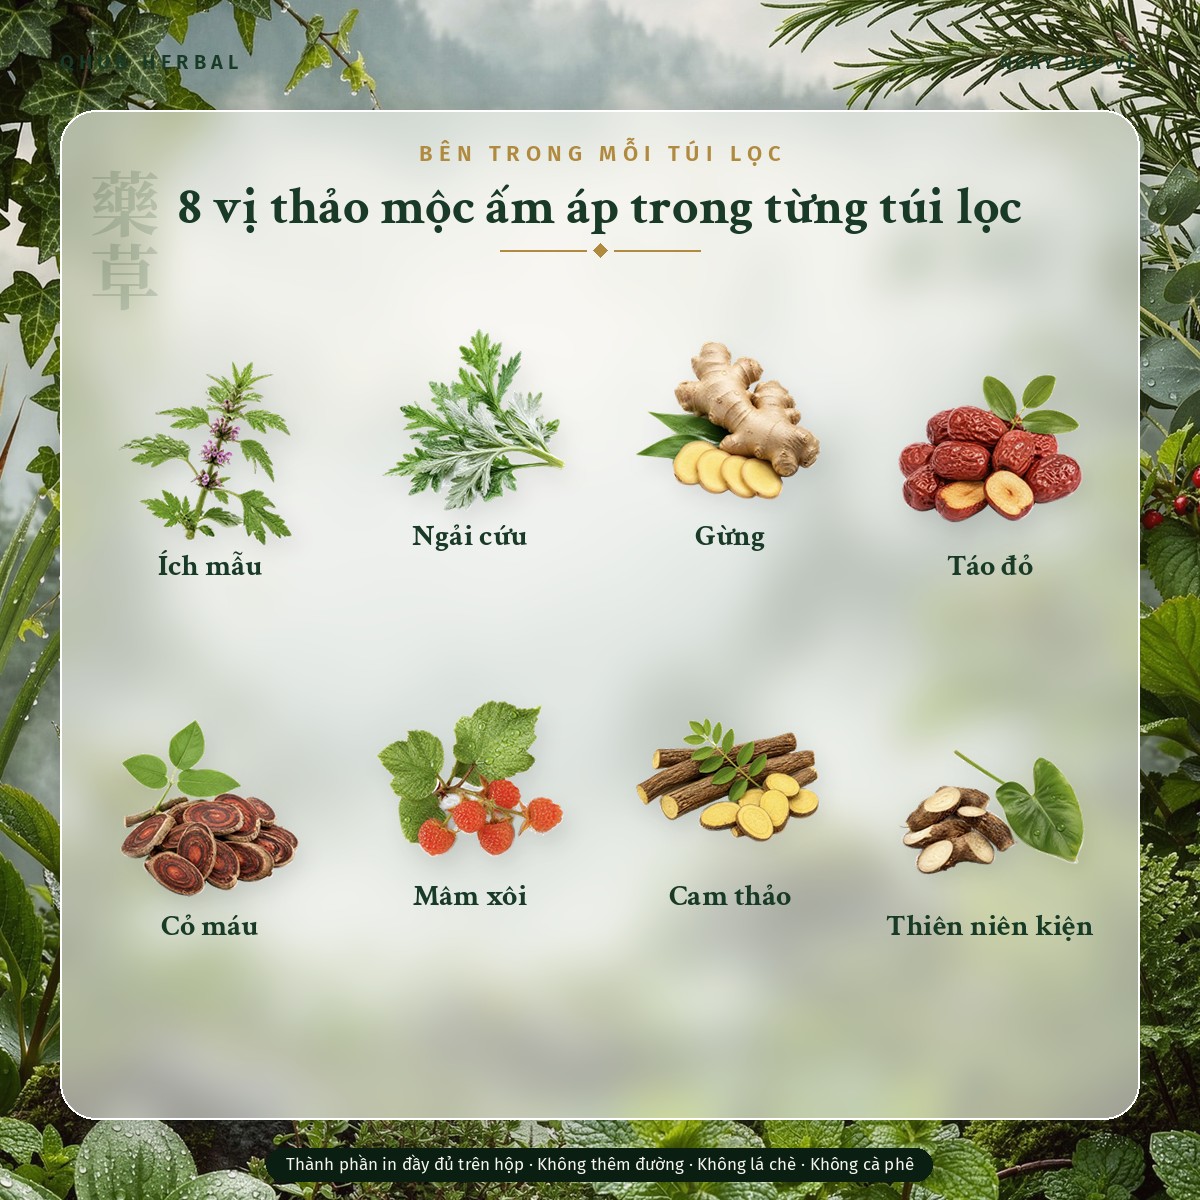 HERBAL
BÊN TRONG MỖI TÚI LỌC
8 vị thảo mộc ấm áp trong từng túi lọc
藥草
Ích mẫu
Ngải cứu
Gừng
Táo đỏ
Cỏ máu
Mâm xôi
Cam thảo
Thiên niên kiện
Thành phần in đầy đủ trên hộp · Không thêm đường · Không lá chè · Không cà phê